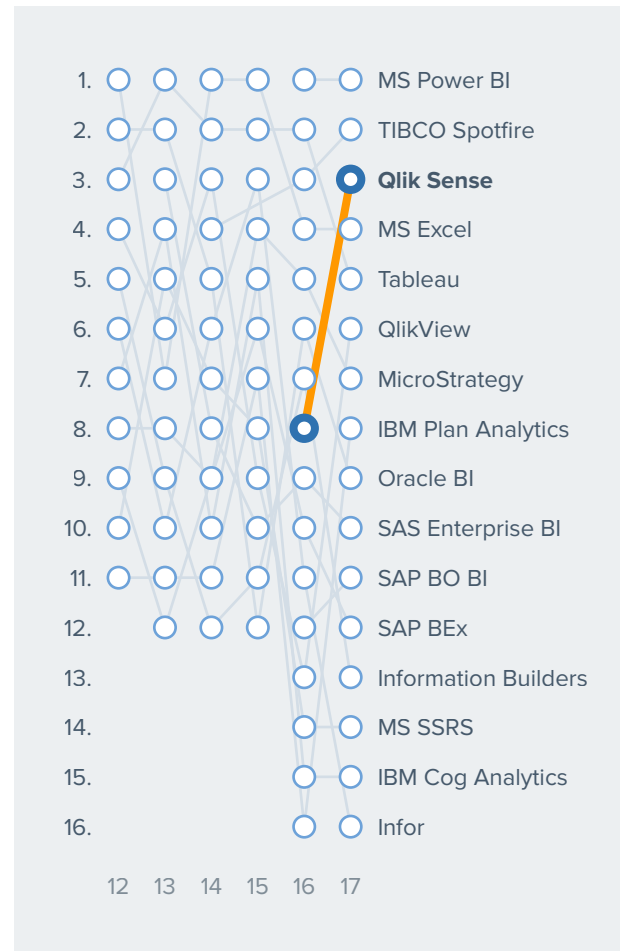 1. MS Power BI
2. TIBCO Spotfire
3. Qlik Sense
4. MS Excel
5. Tableau
6. QlikView
7. MicroStrategy
8. IBM Plan Analytics
9. Oracle BI
10. SAS Enterprise BI
11. SAP BO BI
12. SAP BEx
13. Information Builders
14. MS SSRS
15. IBM Cog Analytics
16. Infor
12 13 14 15 16 17